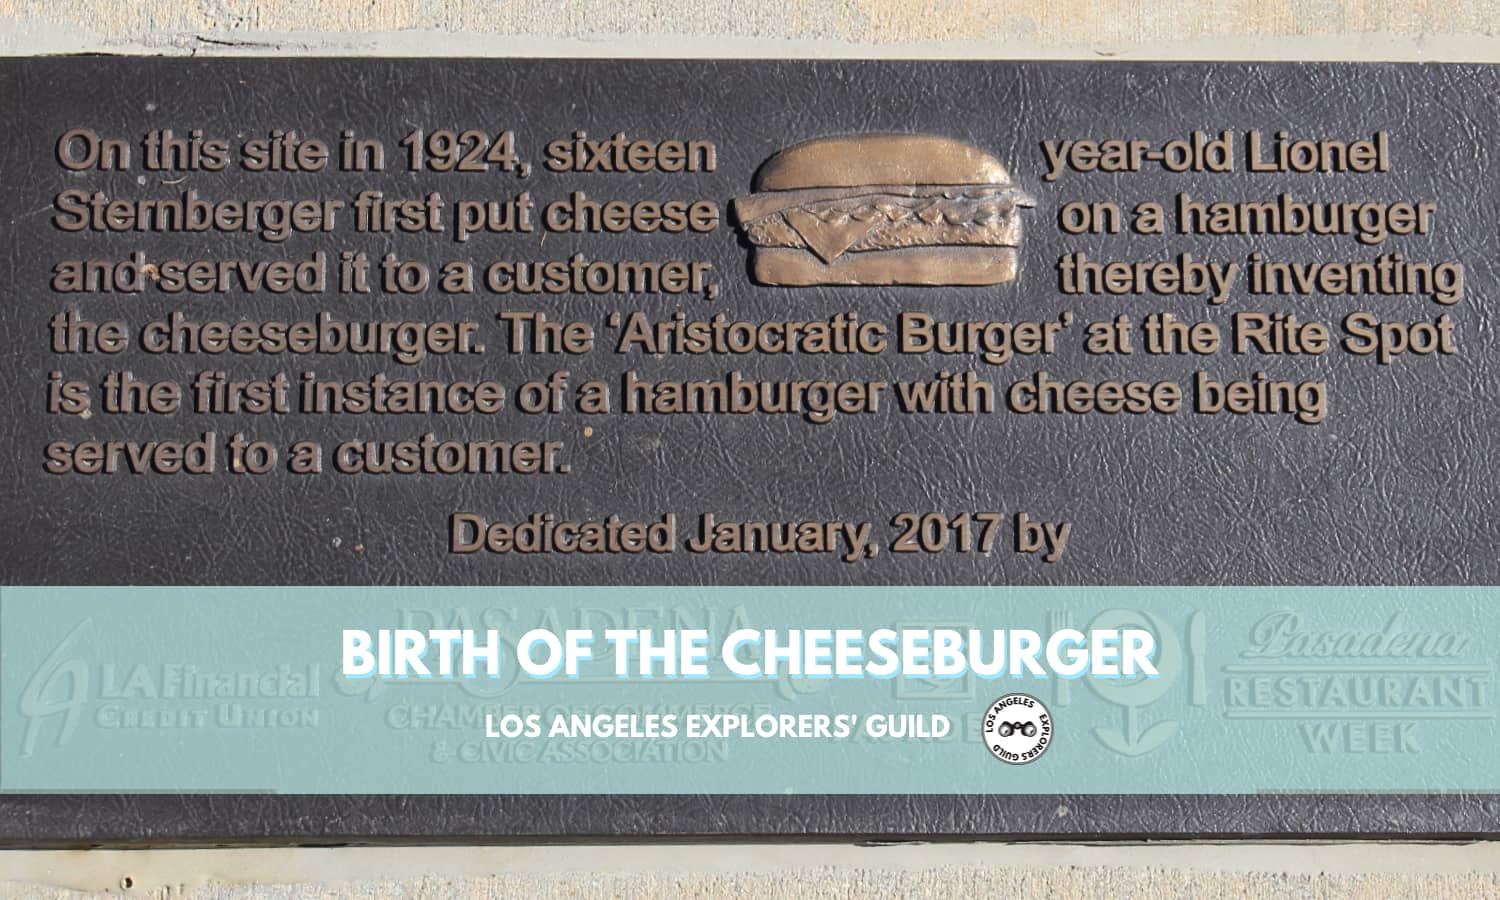 On this site in 1924, sixteen year-old Lionel
Sternberger first put cheese on a hamburger
and served it to a customer, thereby inventing
the cheeseburger. The ‘Aristocratic Burger’ at the Rite Spot
is the first instance of a hamburger with cheese being
served to a customer.
Dedicated January, 2017 by
PASADENA
BIRTH OF THE CHEESEBURGER
LA Financial
CREDIT UNION
CHAMBER OF COMMERCE
& CIVIC ASSOCIATION
Pasadena
RESTAURANT
WEEK
LOS ANGELES EXPLORERS' GUILD
LOS ANGELES EXPLORERS GUILD